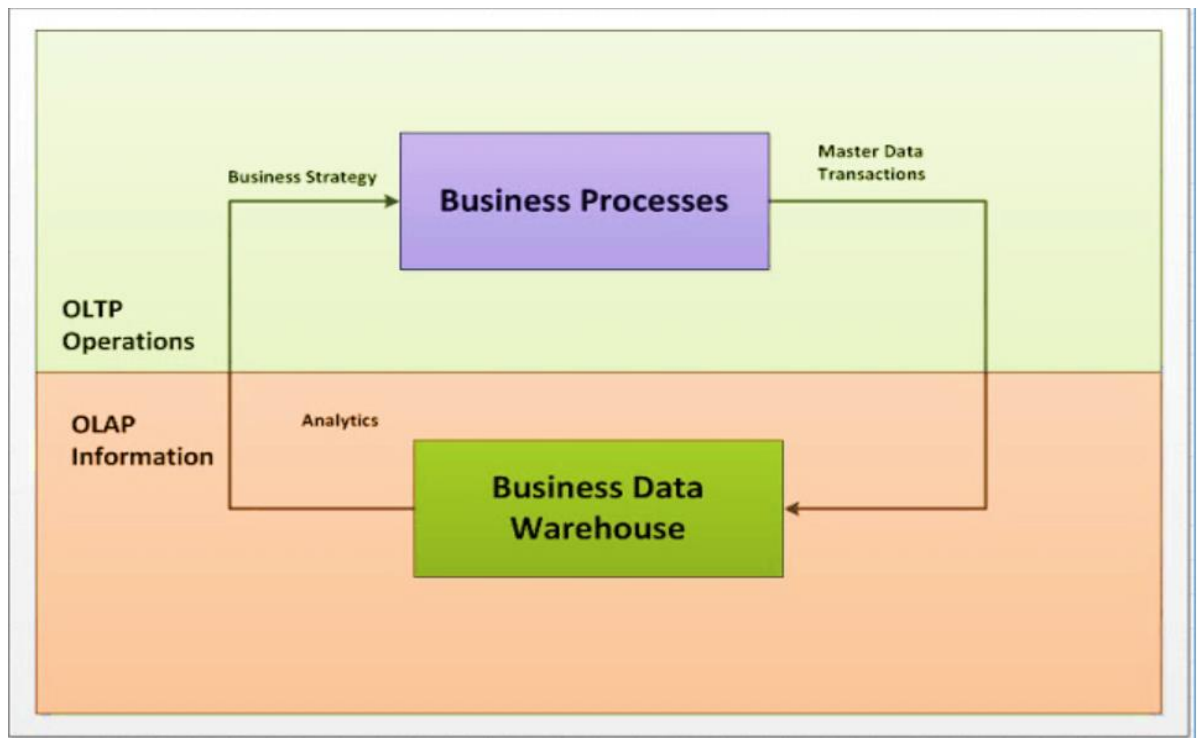 Business Strategy
Business Processes
Master Data
Transactions
OLTP
Operations
OLAP
Information
Analytics
Business Data
Warehouse